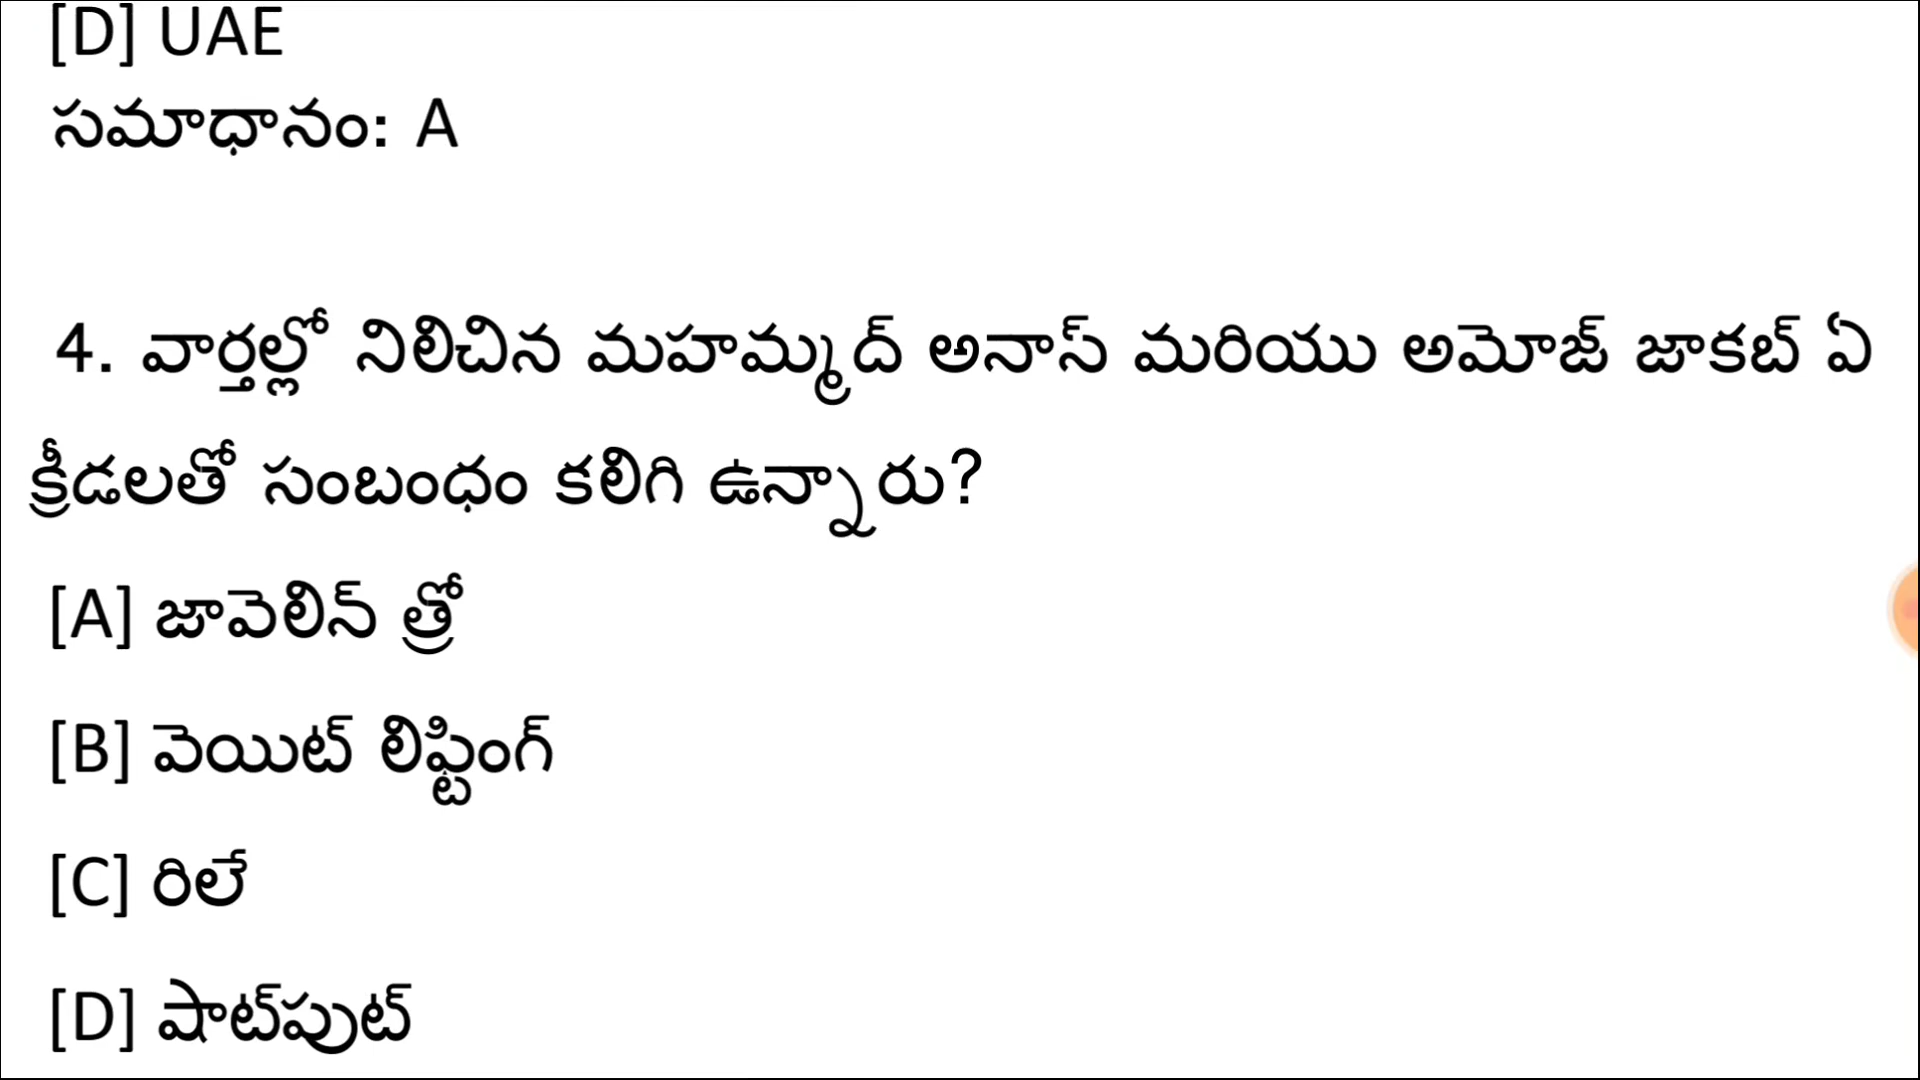 [D] UAE
సమాధానం: A
4. వార్తల్లో నిలిచిన మహమ్మద్ అనాస్ మరియు అమోజ్ జాకబ్ ఏ
క్రీడలతో సంబంధం కలిగి ఉన్నారు?
[A] జావెలిన్ త్రో
[B] వెయిట్ లిఫ్టింగ్
[C] రిలే
[D] షాట్‌పుట్